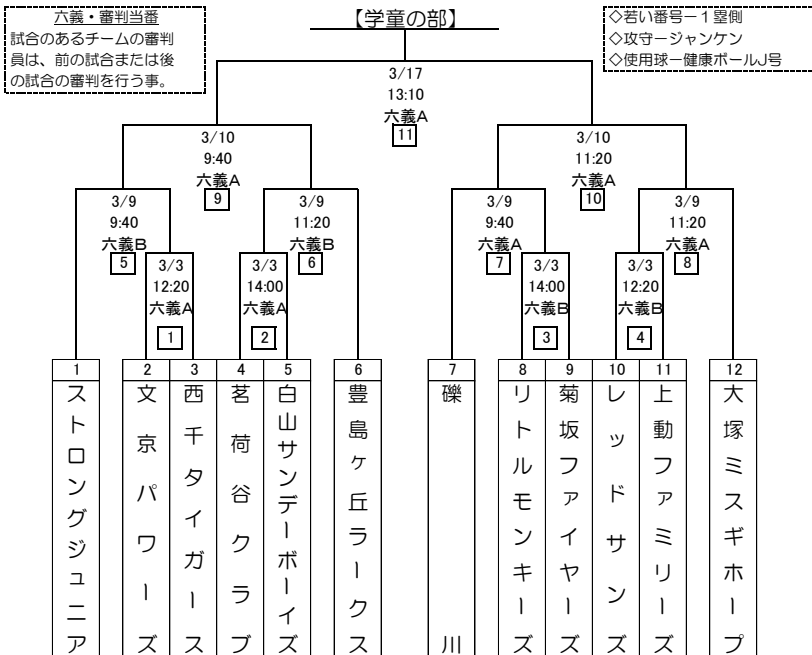 六義・審判当番
試合のあるチームの審判
員は、前の試合または後
の試合の審判を行う事。
【学童の部】
◇若い番号－１塁側
◇攻守－ジャンケン
◇使用球－健康ボールJ号
3/17
13:10
六義A
11
3/10
9:40
六義A
9
3/10
11:20
六義A
10
3/9
9:40
六義B
5
3/9
11:20
六義B
6
3/9
9:40
六義A
7
3/9
11:20
六義A
8
3/3
12:20
六義A
1
3/3
14:00
六義A
2
3/3
14:00
六義B
3
3/3
12:20
六義B
4
1
ストロングジュニア
2
文京パワーズ
3
西千タイガース
4
茗荷谷クラブ
5
白山サンデーボーイズ
6
豊島ヶ丘ラークス
7
礫川
8
リトルモンキーズ
9
菊坂ファイヤーズ
10
レッドサンズ
11
上動ファミリーズ
12
大塚ミスギホープ